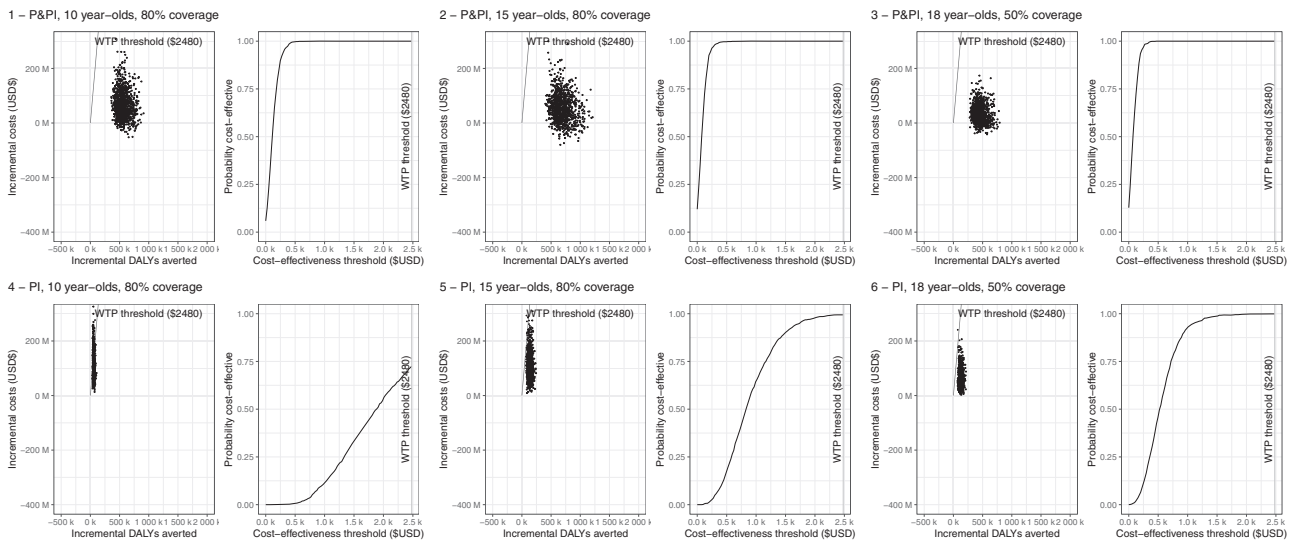 1 − P&PI, 10 year−olds, 80% coverage
WTP threshold ($2480)
200 M
0 M
−200 M
−400 M
Incremental costs (USD$)
−500 k 0 k 500 k 1 000 k 1 500 k 2 000 k
Incremental DALYs averted
1.00
0.75
0.50
0.25
0.00
Probability cost−effective
WTP threshold ($2480)
0.0 k 0.5 k 1.0 k 1.5 k 2.0 k 2.5 k
Cost−effectiveness threshold ($USD)
2 − P&PI, 15 year−olds, 80% coverage
WTP threshold ($2480)
200 M
0 M
−200 M
−400 M
Incremental costs (USD$)
−500 k 0 k 500 k 1 000 k 1 500 k 2 000 k
Incremental DALYs averted
1.00
0.75
0.50
0.25
0.00
Probability cost−effective
WTP threshold ($2480)
0.0 k 0.5 k 1.0 k 1.5 k 2.0 k 2.5 k
Cost−effectiveness threshold ($USD)
3 − P&PI, 18 year−olds, 50% coverage
WTP threshold ($2480)
200 M
0 M
−200 M
−400 M
Incremental costs (USD$)
−500 k 0 k 500 k 1 000 k 1 500 k 2 000 k
Incremental DALYs averted
1.00
0.75
0.50
0.25
0.00
Probability cost−effective
WTP threshold ($2480)
0.0 k 0.5 k 1.0 k 1.5 k 2.0 k 2.5 k
Cost−effectiveness threshold ($USD)
4 − PI, 10 year−olds, 80% coverage
WTP threshold ($2480)
200 M
0 M
−200 M
−400 M
Incremental costs (USD$)
−500 k 0 k 500 k 1 000 k 1 500 k 2 000 k
Incremental DALYs averted
1.00
0.75
0.50
0.25
0.00
Probability cost−effective
WTP threshold ($2480)
0.0 k 0.5 k 1.0 k 1.5 k 2.0 k 2.5 k
Cost−effectiveness threshold ($USD)
5 − PI, 15 year−olds, 80% coverage
WTP threshold ($2480)
200 M
0 M
−200 M
−400 M
Incremental costs (USD$)
−500 k 0 k 500 k 1 000 k 1 500 k 2 000 k
Incremental DALYs averted
1.00
0.75
0.50
0.25
0.00
Probability cost−effective
WTP threshold ($2480)
0.0 k 0.5 k 1.0 k 1.5 k 2.0 k 2.5 k
Cost−effectiveness threshold ($USD)
6 − PI, 18 year−olds, 50% coverage
WTP threshold ($2480)
200 M
0 M
−200 M
−400 M
Incremental costs (USD$)
−500 k 0 k 500 k 1 000 k 1 500 k 2 000 k
Incremental DALYs averted
1.00
0.75
0.50
0.25
0.00
Probability cost−effective
WTP threshold ($2480)
0.0 k 0.5 k 1.0 k 1.5 k 2.0 k 2.5 k
Cost−effectiveness threshold ($USD)